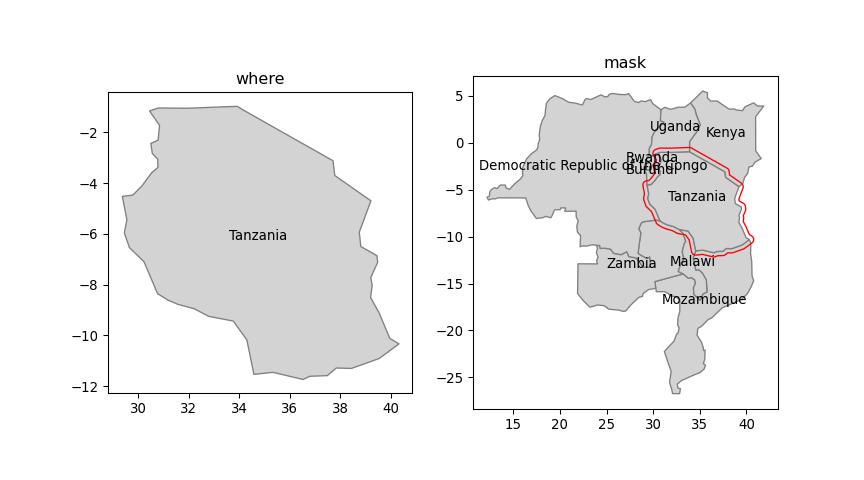 where
−2
−4
−6
−8
−10
−12
Tanzania
30
32
34
36
38
40
mask
5
0
−5
−10
−15
−20
−25
Uganda
Kenya
Rwanda
Democratic Republic of the Congo
Burundi
Tanzania
Zambia
Malawi
Mozambique
15
20
25
30
35
40